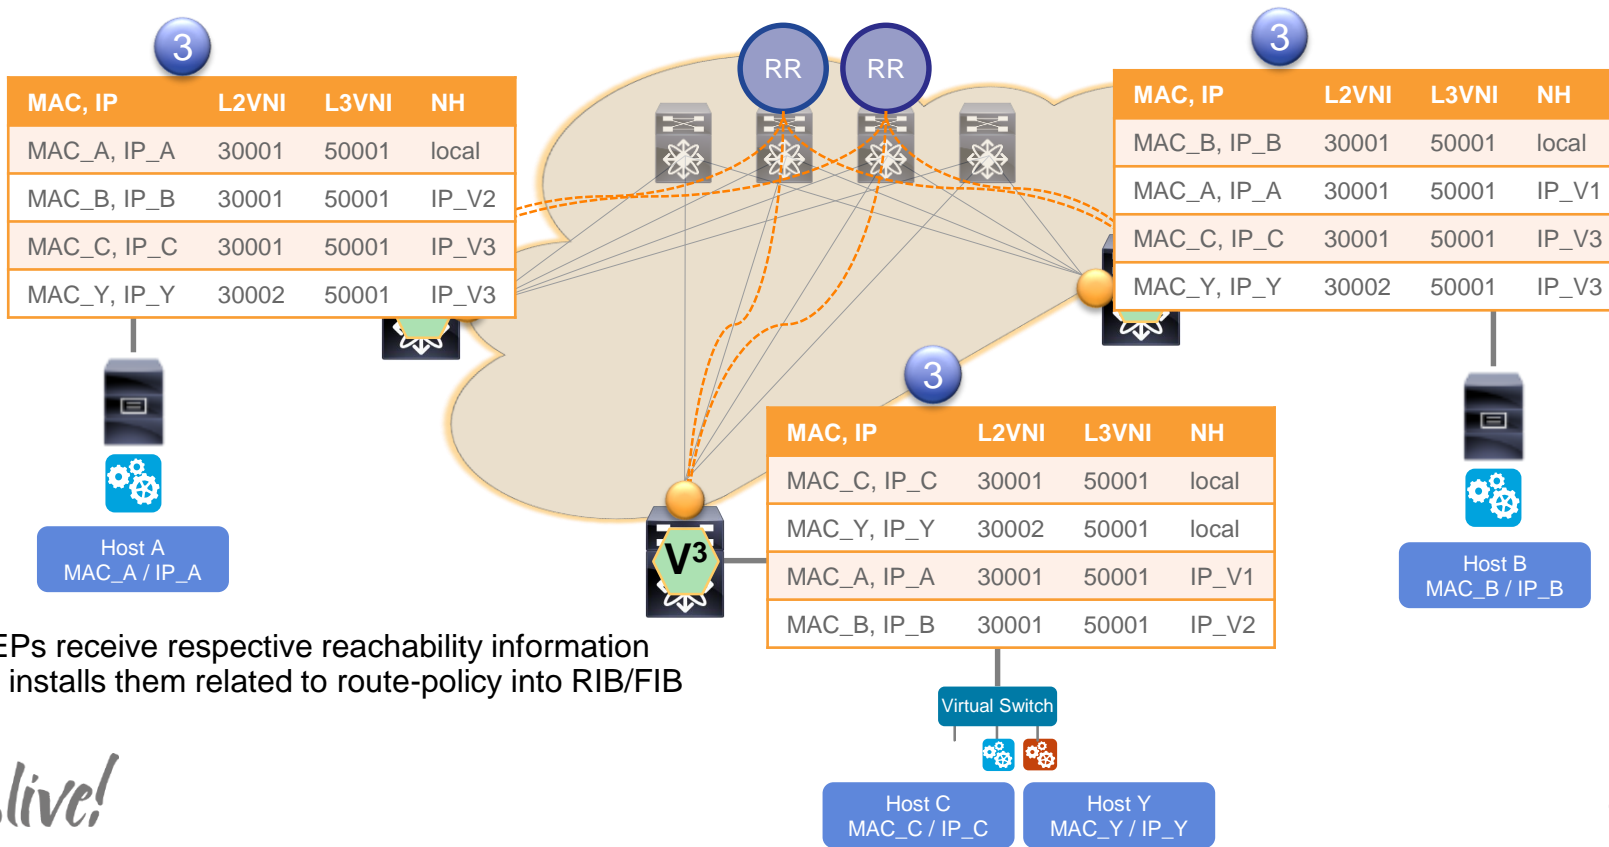 3
MAC, IP L2VNI L3VNI NH
MAC_A, IP_A 30001 50001 local
MAC_B, IP_B 30001 50001 IP_V2
MAC_C, IP_C 30001 50001 IP_V3
MAC_Y, IP_Y 30002 50001 IP_V3
RR RR
3
MAC, IP L2VNI L3VNI NH
MAC_B, IP_B 30001 50001 local
MAC_A, IP_A 30001 50001 IP_V1
MAC_C, IP_C 30001 50001 IP_V3
MAC_Y, IP_Y 30002 50001 IP_V3
Host A
MAC_A / IP_A
3
MAC, IP L2VNI L3VNI NH
MAC_C, IP_C 30001 50001 local
MAC_Y, IP_Y 30002 50001 local
MAC_A, IP_A 30001 50001 IP_V1
MAC_B, IP_B 30001 50001 IP_V2
V3
Host B
MAC_B / IP_B
EPs receive respective reachability information
installs them related to route-policy into RIB/FIB
Virtual Switch
Host C
MAC_C / IP_C
Host Y
MAC_Y / IP_Y
live!